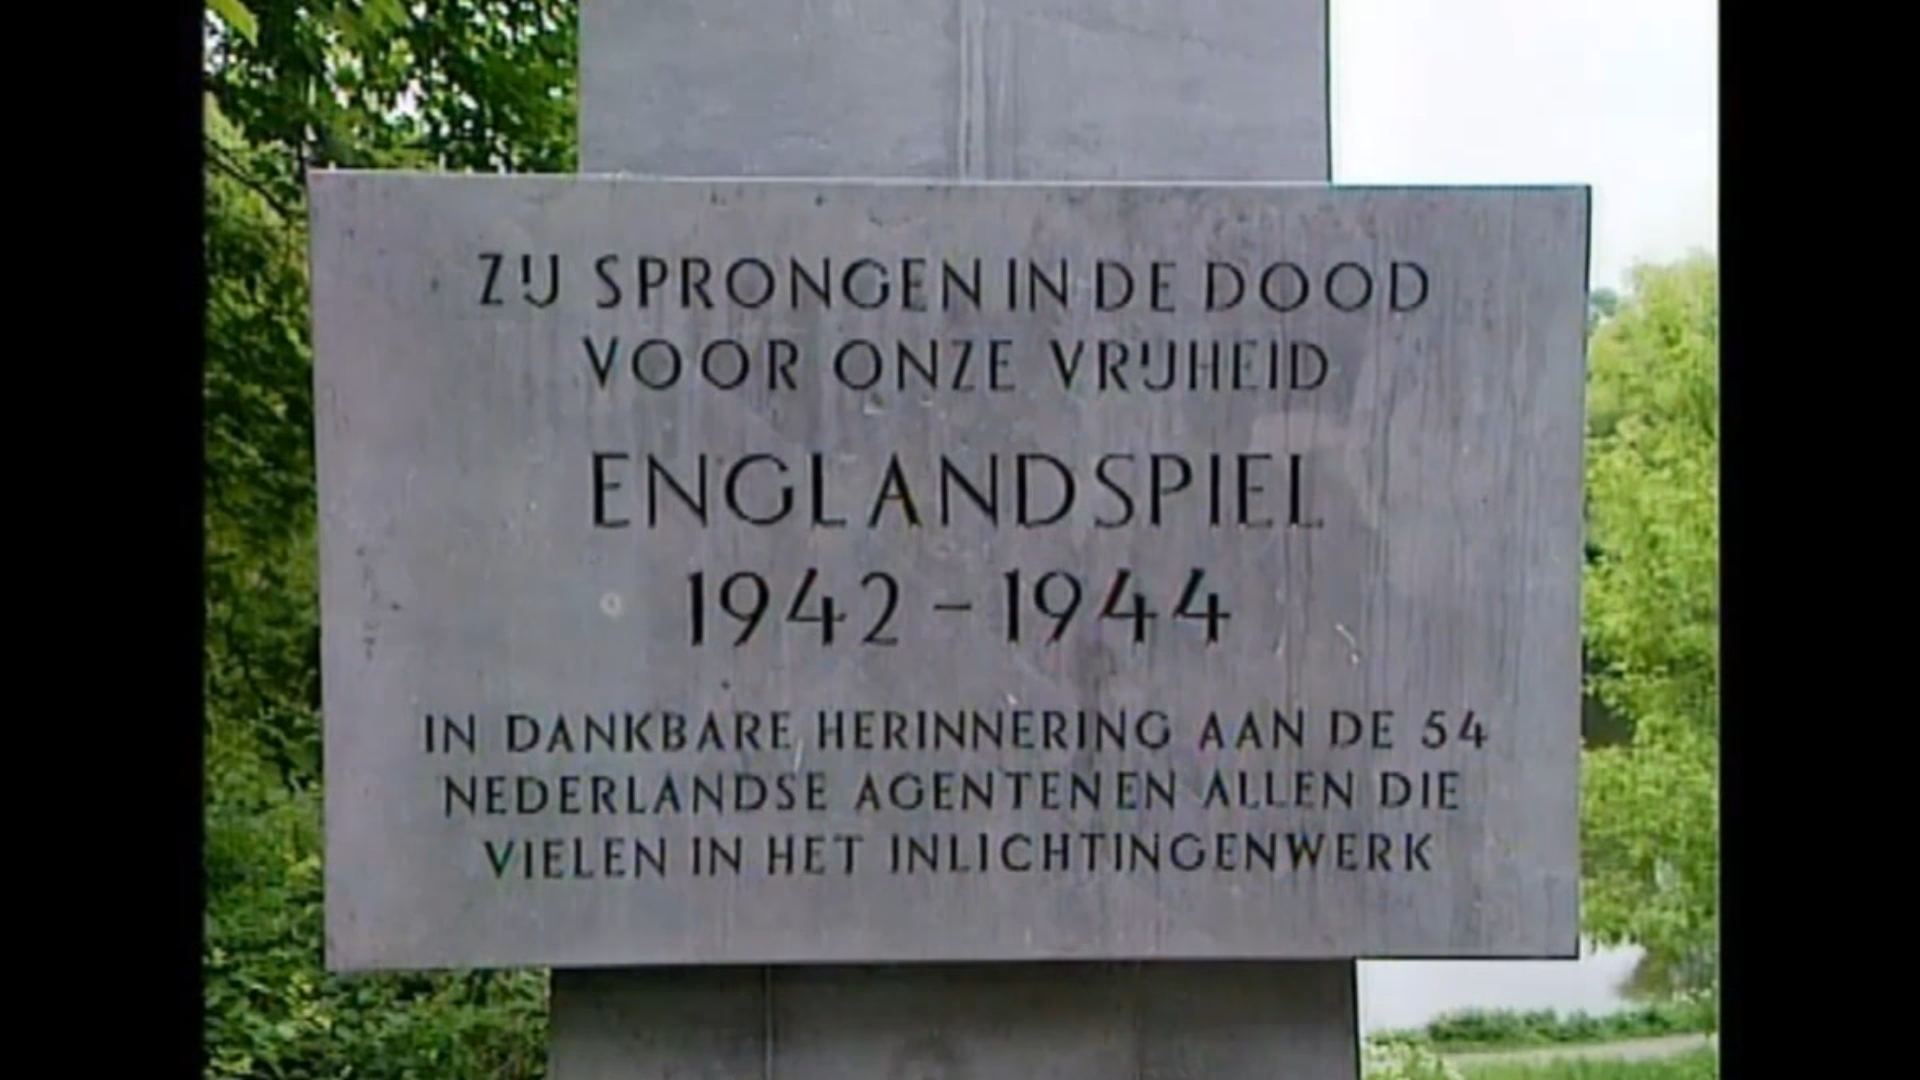 ZIJ SPRONGEN IN DE DOOD
VOOR ONZE VRIJHEID
ENGLANDSPIEL
1942 - 1944
IN DANKBARE HERINNERING AAN DE 54
NEDERLANDSE AGENTEN EN ALLEN DIE
VIELEN IN HET INLICHTINGENWERK